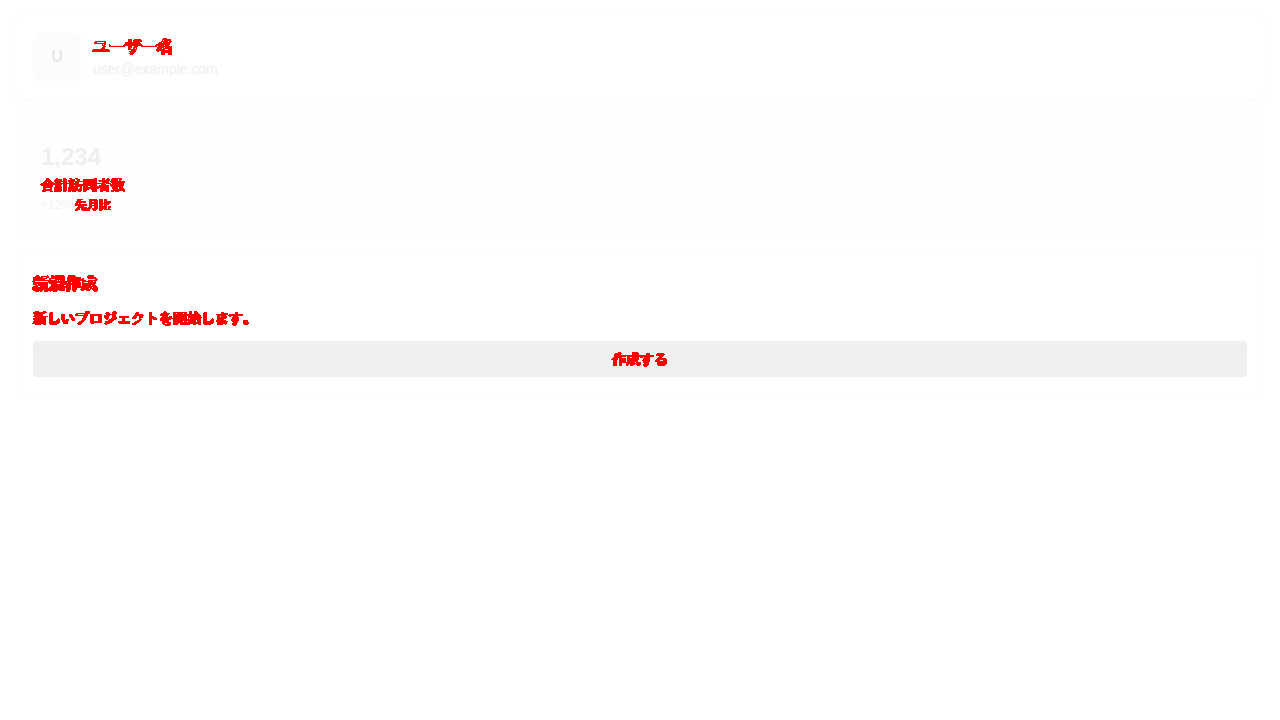 U
ユーザー名
user@example.com
1,234
合計訪問者数
+12% 先月比
新規作成
新しいプロジェクトを開始します。
作成する